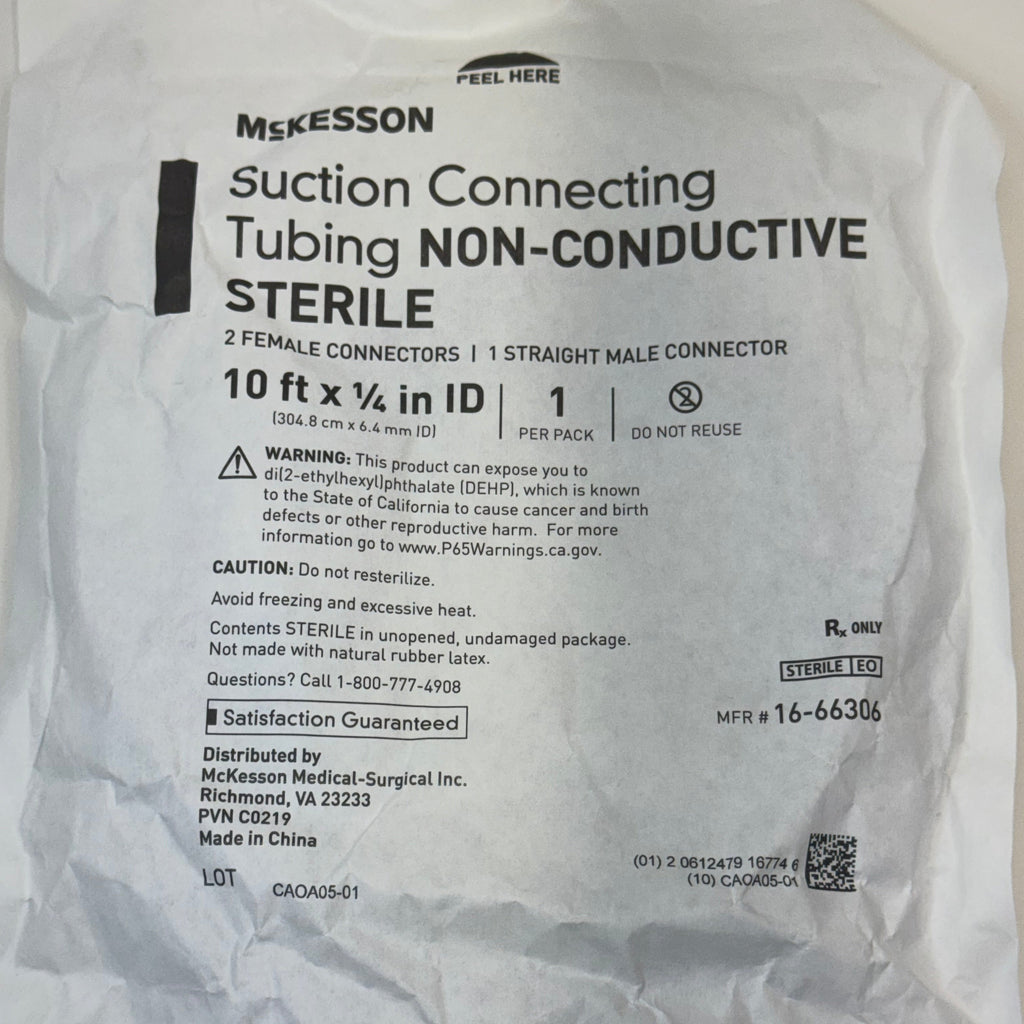 PEEL HERE
McKESSON
Suction Connecting
Tubing NON-CONDUCTIVE
STERILE
2 FEMALE CONNECTORS | 1 STRAIGHT MALE CONNECTOR
10 ft x ¼ in ID
(304.8 cm x 6.4 mm ID)
1
PER PACK
2
DO NOT REUSE
WARNING: This product can expose you to
di(2-ethylhexyl)phthalate (DEHP), which is known
to the State of California to cause cancer and birth
defects or other reproductive harm. For more
information go to www.P65Warnings.ca.gov.
CAUTION: Do not resterilize.
Avoid freezing and excessive heat.
Contents STERILE in unopened, undamaged package.
Not made with natural rubber latex.
Questions? Call 1-800-777-4908
Satisfaction Guaranteed
Rx ONLY
STERILE EO
MFR # 16-66306
Distributed by
McKesson Medical-Surgical Inc.
Richmond, VA 23233
PVN C0219
Made in China
LOT CAOA05-01
(01) 2 0612479 16774 6
(10) CAOA05-01